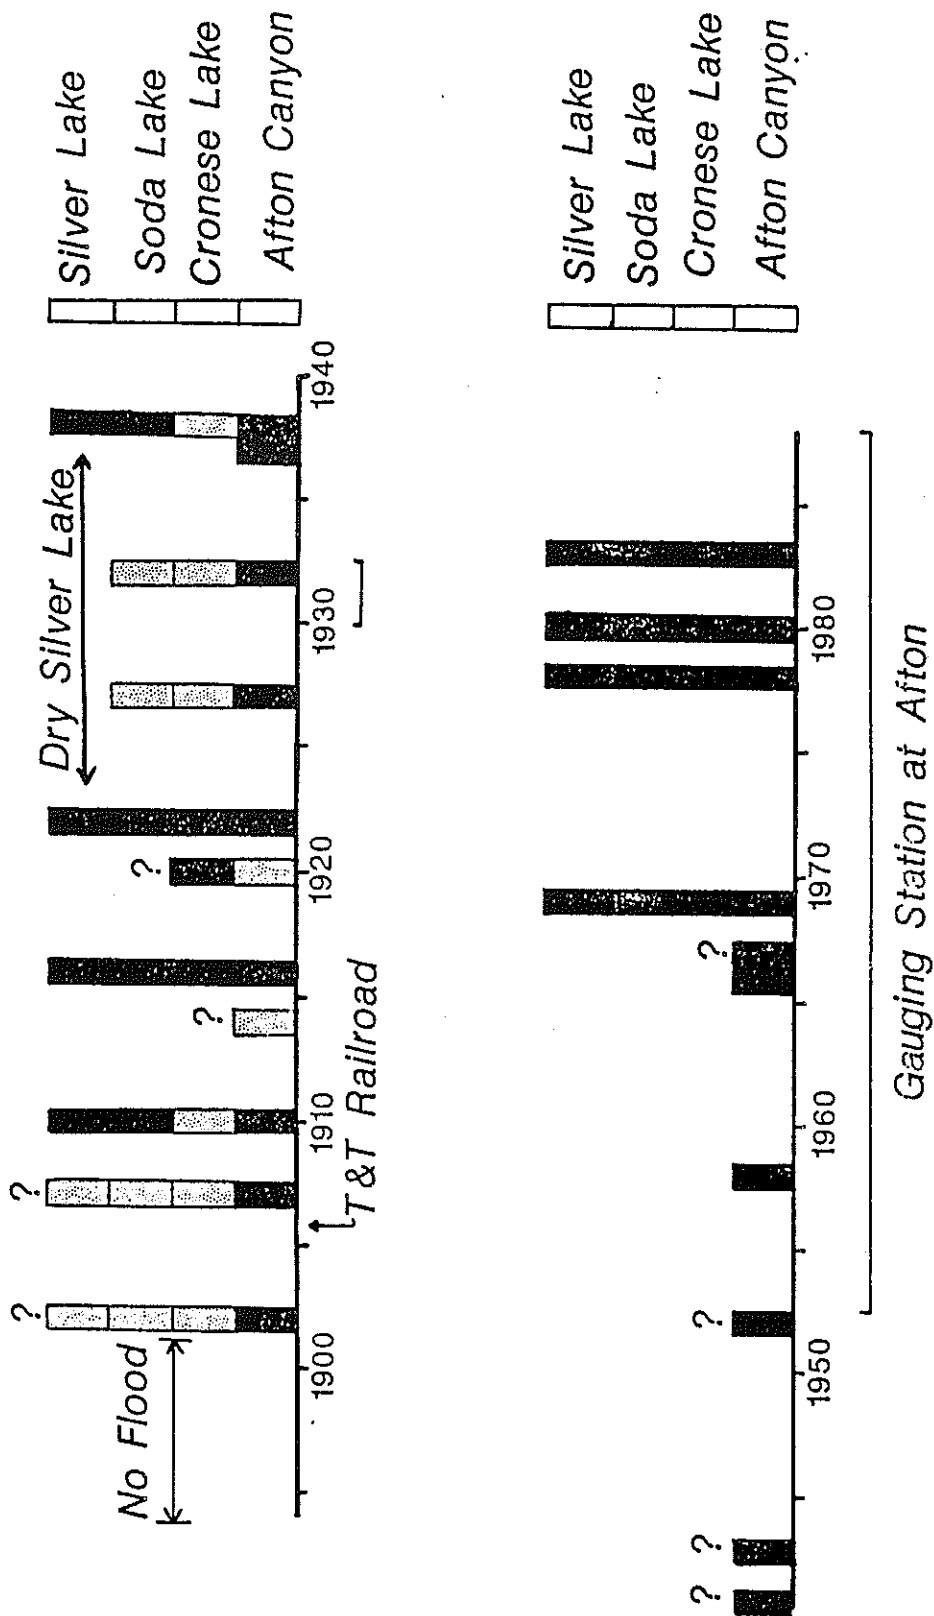 Silver Lake
Soda Lake
Cronese Lake
Afton Canyon
Dry Silver Lake
No Flood
?
?
?
?
T&T Railroad
1900
1910
1920
1930
1940
Silver Lake
Soda Lake
Cronese Lake
Afton Canyon
?
?
?
?
1950
1960
1970
1980
Gauging Station at Afton